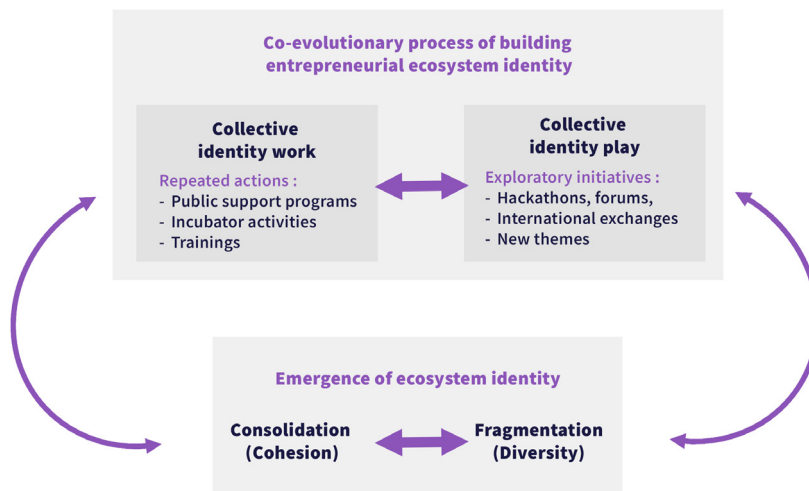 Co-evolutionary process of building
entrepreneurial ecosystem identity
Collective
identity work
Repeated actions :
- Public support programs
- Incubator activities
- Trainings
Collective
identity play
Exploratory initiatives :
- Hackathons, forums,
- International exchanges
- New themes
Emergence of ecosystem identity
Consolidation
(Cohesion)
Fragmentation
(Diversity)